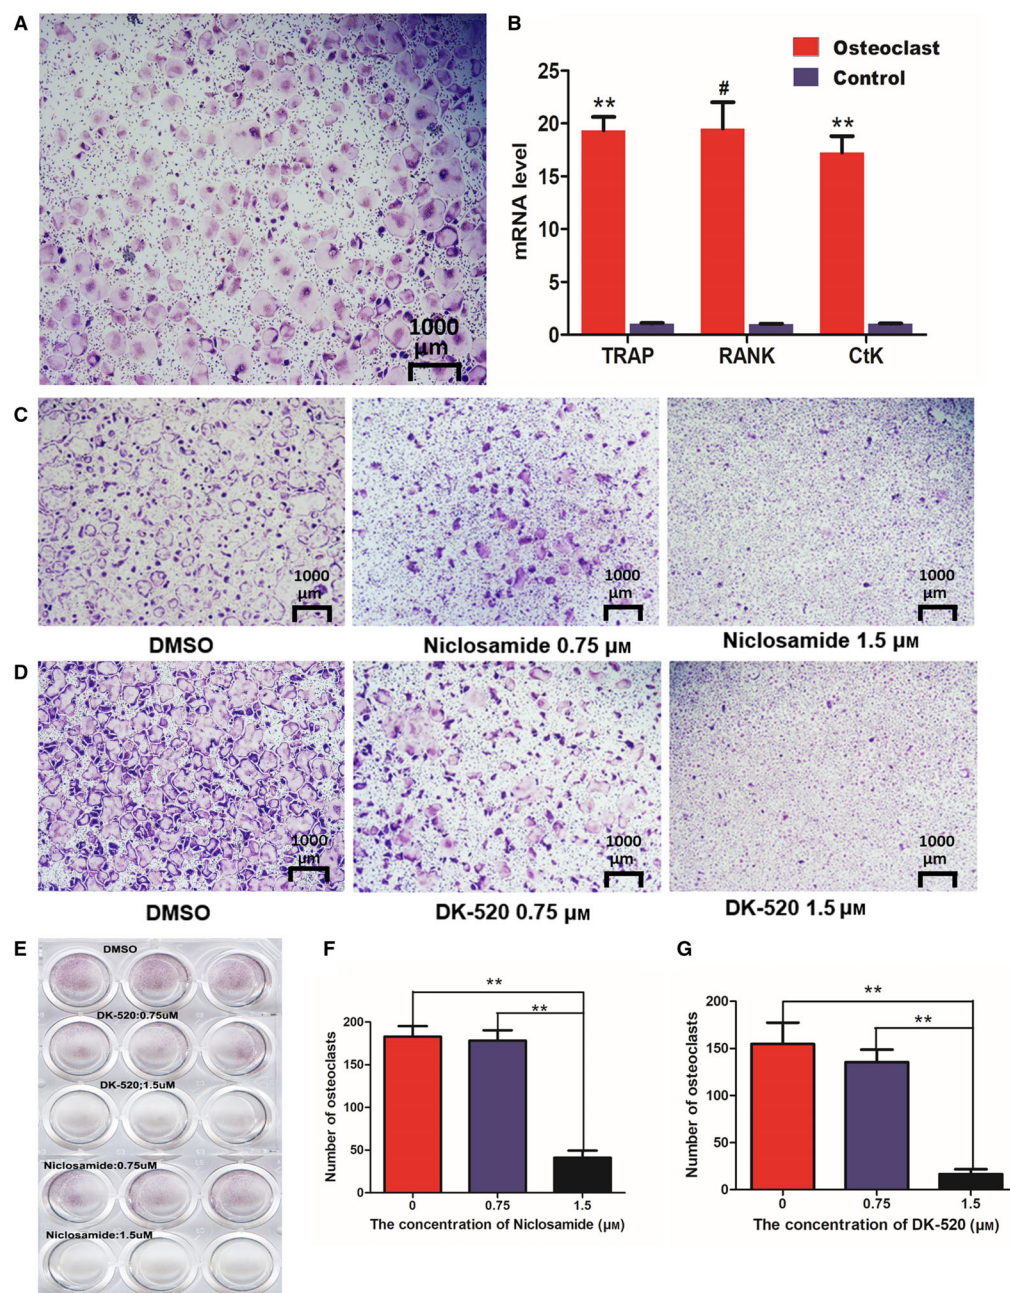 A
1000
µm
B
Osteoclast
Control
mRNA level
25
20
15
10
5
0
**
#
**
TRAP
RANK
CtK
C
1000
µm
1000
µm
1000
µm
DMSO
Niclosamide 0.75 µM
Niclosamide 1.5 µM
D
1000
µm
1000
µm
1000
µm
DMSO
DK-520 0.75 µM
DK-520 1.5 µM
E
DMSO
DK-520:0.75uM
DK-520;1.5uM
Niclosamide:0.75uM
Niclosamide:1.5uM
F
Number of osteoclasts
200
150
100
50
0
**
**
0
0.75
1.5
The concentration of Niclosamide (µM)
G
Number of osteoclasts
200
150
100
50
0
**
**
0
0.75
1.5
The concentration of DK-520 (µM)